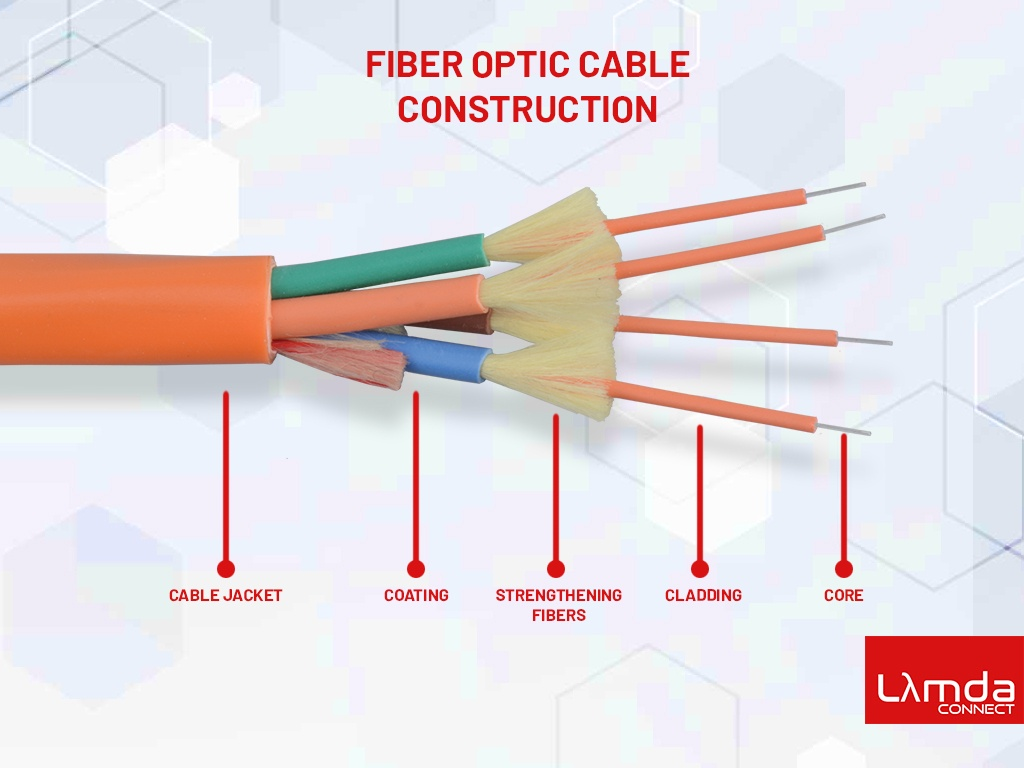 FIBER OPTIC CABLE
CONSTRUCTION
CABLE JACKET
COATING
STRENGTHENING
FIBERS
CLADDING
CORE
Lλmda
CONNECT